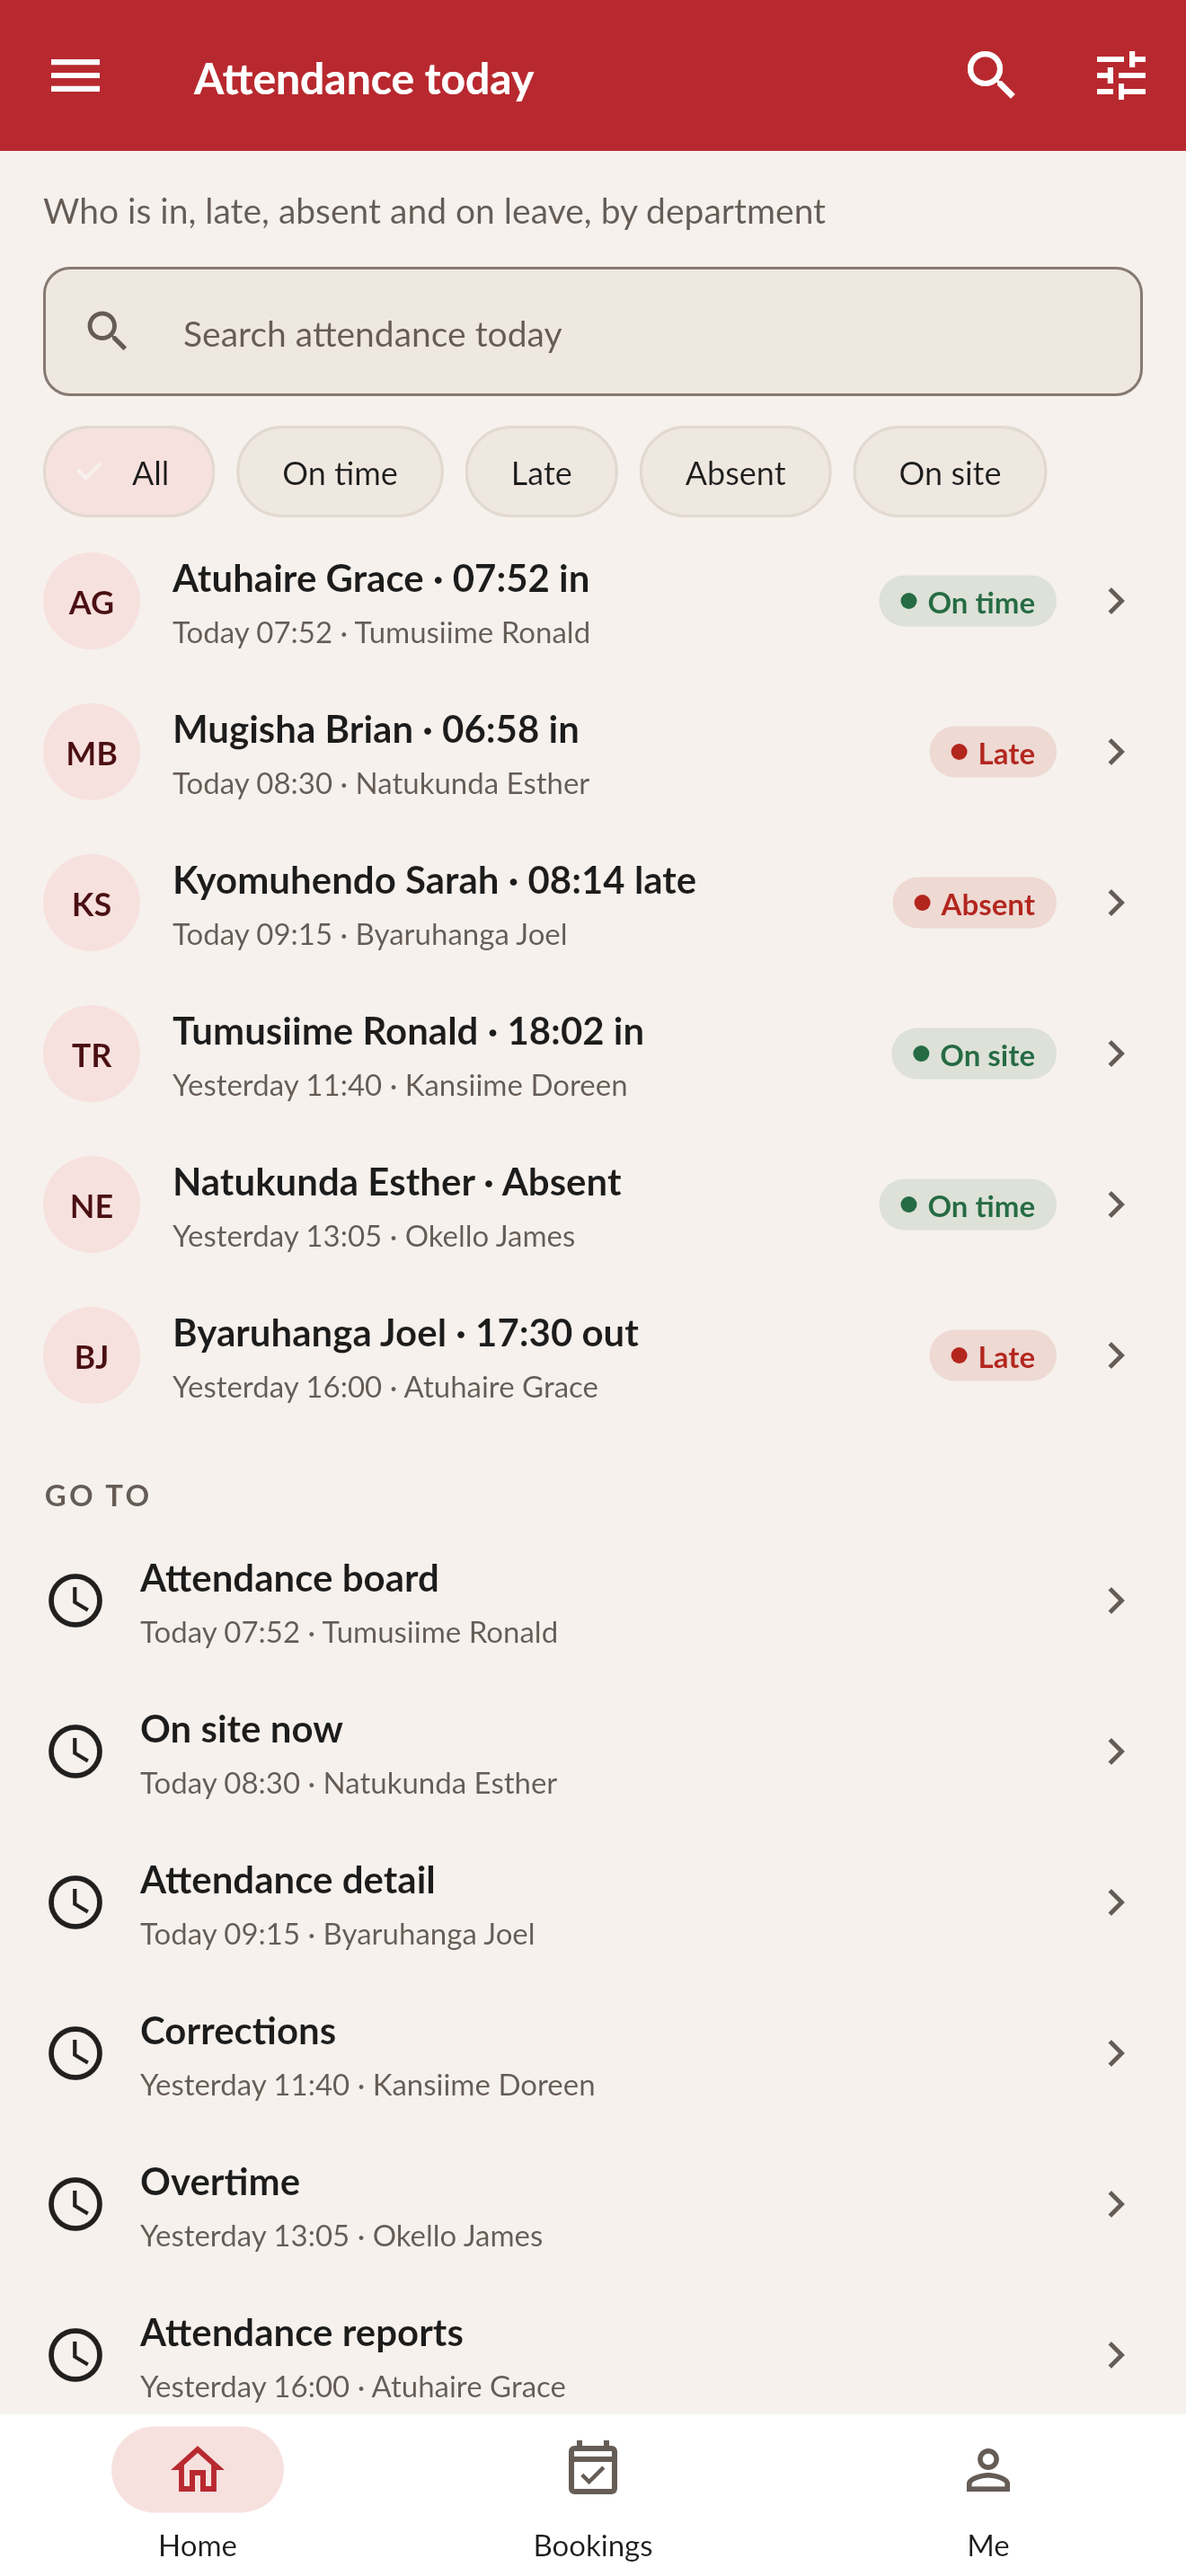 Attendance today
Who is in, late, absent and on leave, by department
Search attendance today
All On time Late Absent On site
AG Atuhaire Grace · 07:52 in On time
Today 07:52 · Tumusiime Ronald
MB Mugisha Brian · 06:58 in Late
Today 08:30 · Natukunda Esther
KS Kyomuhendo Sarah · 08:14 late Absent
Today 09:15 · Byaruhanga Joel
TR Tumusiime Ronald · 18:02 in On site
Yesterday 11:40 · Kansiime Doreen
NE Natukunda Esther · Absent On time
Yesterday 13:05 · Okello James
BJ Byaruhanga Joel · 17:30 out Late
Yesterday 16:00 · Atuhaire Grace
GO TO
Attendance board
Today 07:52 · Tumusiime Ronald
On site now
Today 08:30 · Natukunda Esther
Attendance detail
Today 09:15 · Byaruhanga Joel
Corrections
Yesterday 11:40 · Kansiime Doreen
Overtime
Yesterday 13:05 · Okello James
Attendance reports
Yesterday 16:00 · Atuhaire Grace
Home Bookings Me